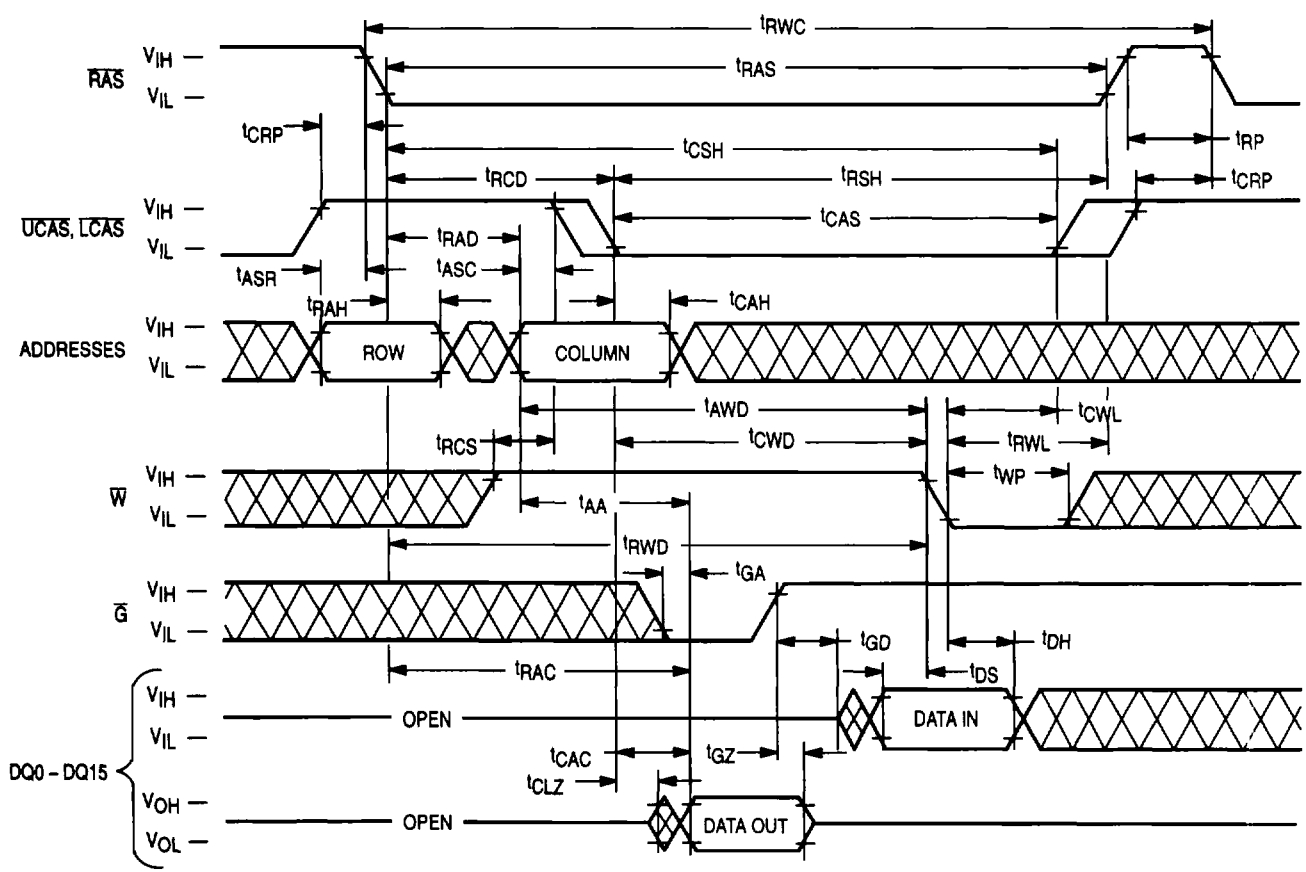 tRWC
VIH
RAS
tRAS
VIL
tCRP
tCSH
tRP
tRCD
tRSH
tCRP
VIH
UCAS, LCAS
tCAS
VIL
tRAD
tASR
tASC
tRAH
tCAH
VIH
ADDRESSES
ROW
COLUMN
VIL
tAWD
tCWL
tRCS
tCWD
tRWL
VIH
W
tWP
VIL
tAA
tRWD
tGA
VIH
G
VIL
tGD
tDH
tRAC
tDS
VIH
OPEN
DATA IN
VIL
tCAC
tGZ
DQ0 – DQ15
tCLZ
VOH
OPEN
DATA OUT
VOL